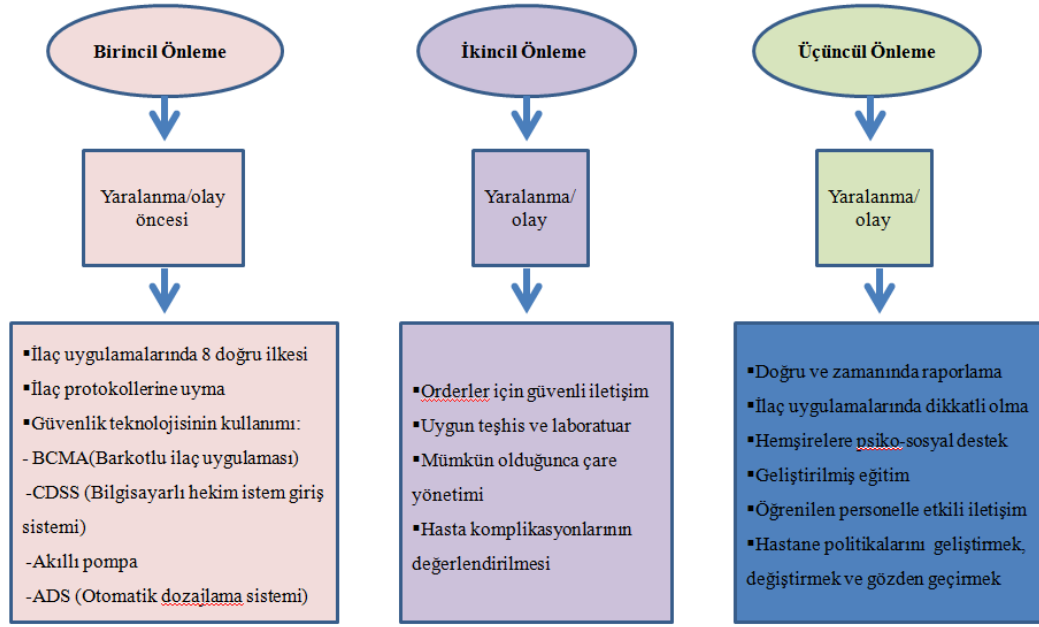 Birincil Önleme
Yaralanma/olay
öncesi
▪İlaç uygulamalarında 8 doğru ilkesi
▪İlaç protokollerine uyma
▪Güvenlik teknolojisinin kullanımı:
- BCMA(Barkotlu ilaç uygulaması)
-CDSS (Bilgisayarlı hekim istem giriş
sistemi)
-Akıllı pompa
-ADS (Otomatik dozajlama sistemi)
İkincil Önleme
Yaralanma/
olay
▪Orderler için güvenli iletişim
▪Uygun teşhis ve laboratuar
▪Mümkün olduğunca çare
yönetimi
▪Hasta komplikasyonlarının
değerlendirilmesi
Üçüncül Önleme
Yaralanma/
olay
▪Doğru ve zamanında raporlama
▪İlaç uygulamalarında dikkatli olma
▪Hemşirelere psiko-sosyal destek
▪Geliştirilmiş eğitim
▪Öğrenilen personelle etkili iletişim
▪Hastane politikalarını geliştirmek,
değiştirmek ve gözden geçirmek